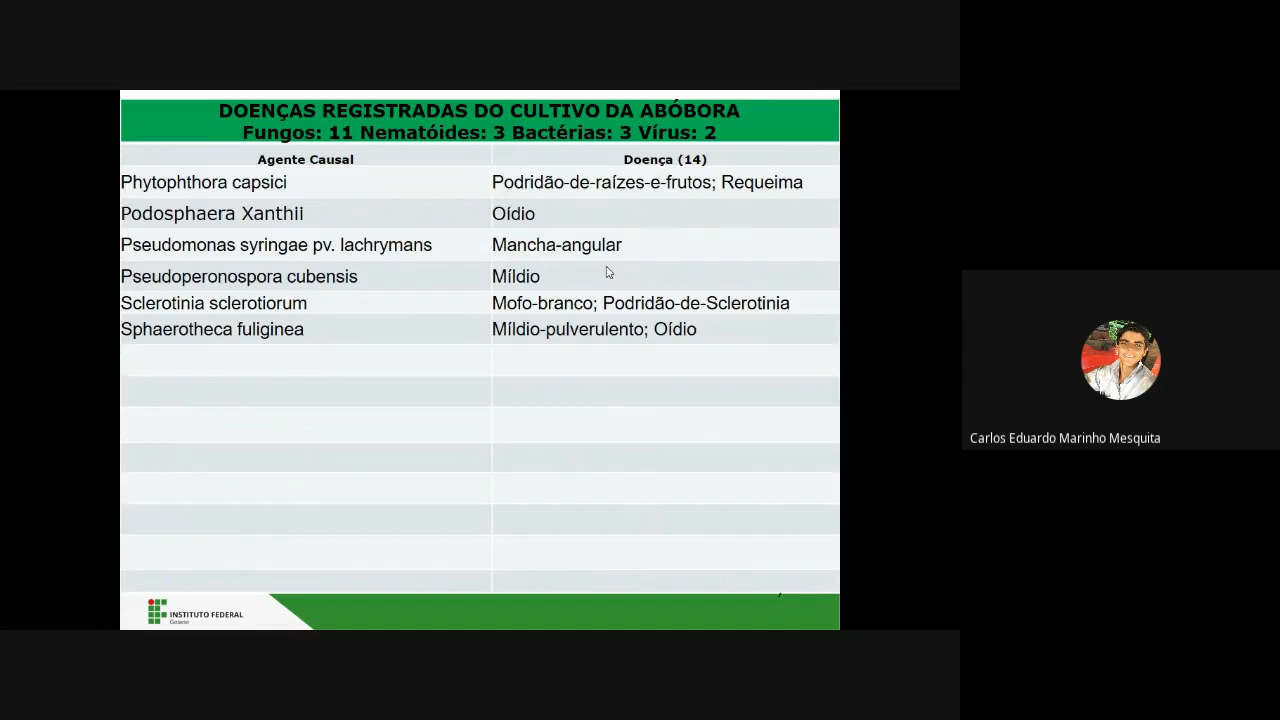 DOENÇAS REGISTRADAS DO CULTIVO DA ABÓBORA
Fungos: 11 Nematóides: 3 Bactérias: 3 Vírus: 2
Agente Causal Doença (14)
Phytophthora capsici Podridão-de-raízes-e-frutos; Requeima
Podosphaera Xanthii Oídio
Pseudomonas syringae pv. lachrymans Mancha-angular
Pseudoperonospora cubensis Míldio
Sclerotinia sclerotiorum Mofo-branco; Podridão-de-Sclerotinia
Sphaerotheca fuliginea Míldio-pulverulento; Oídio
INSTITUTO FEDERAL
Goiano
Carlos Eduardo Marinho Mesquita